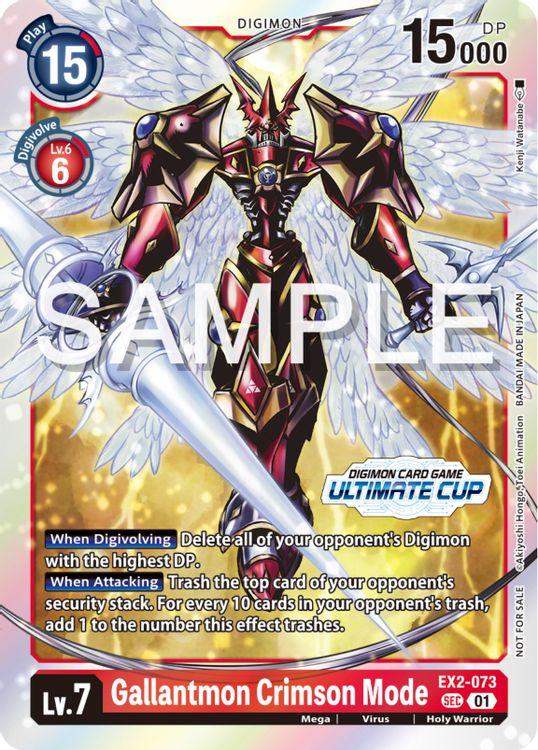 Play
15
DIGIMON
15000
DP
Digivolve
Lv.6
6
Kenji Watanabe
SAMPLE
DIGIMON CARD GAME
ULTIMATE CUP
When Digivolving Delete all of your opponent's Digimon
with the highest DP.
When Attacking Trash the top card of your opponent's
security stack. For every 10 cards in your opponent's trash,
add 1 to the number this effect trashes.
NOT FOR SALE ©Akiyoshi Hongo, Toei Animation BANDAI MADE IN JAPAN
Lv.7
Gallantmon Crimson Mode
EX2-073
SEC 01
Mega | Virus | Holy Warrior